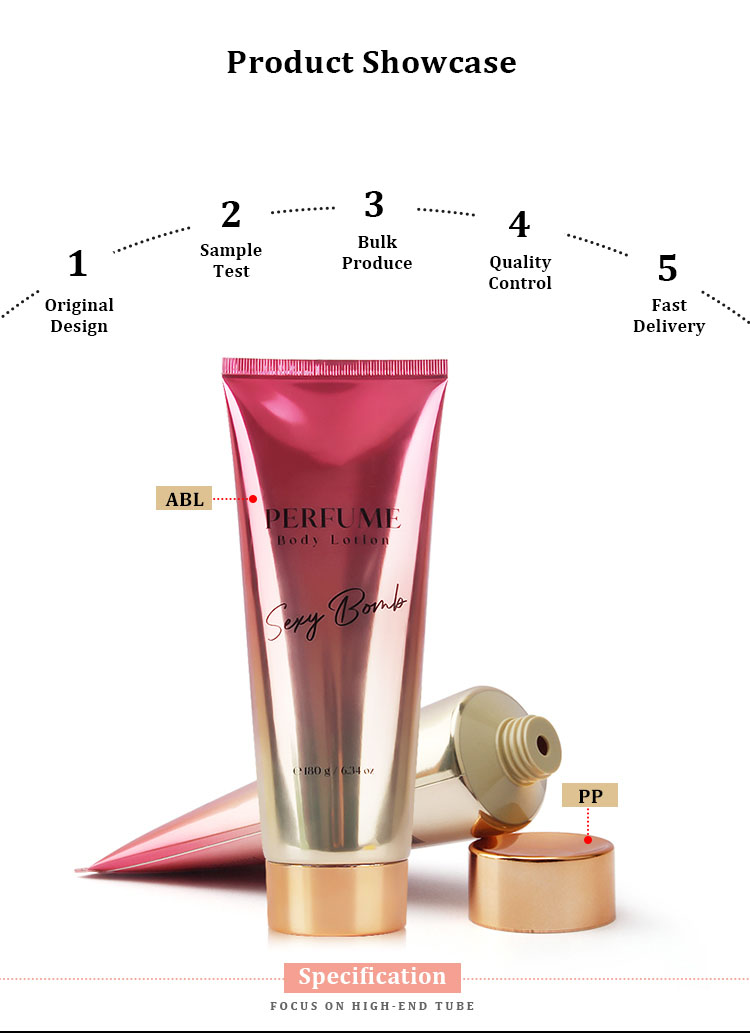 Product Showcase
1
Original
Design
2
Sample
Test
3
Bulk
Produce
4
Quality
Control
5
Fast
Delivery
ABL
PERFUME
Body Lotion
Sexy Bomb
℮ 180 g / 6.34 oz
PP
Specification
FOCUS ON HIGH-END TUBE